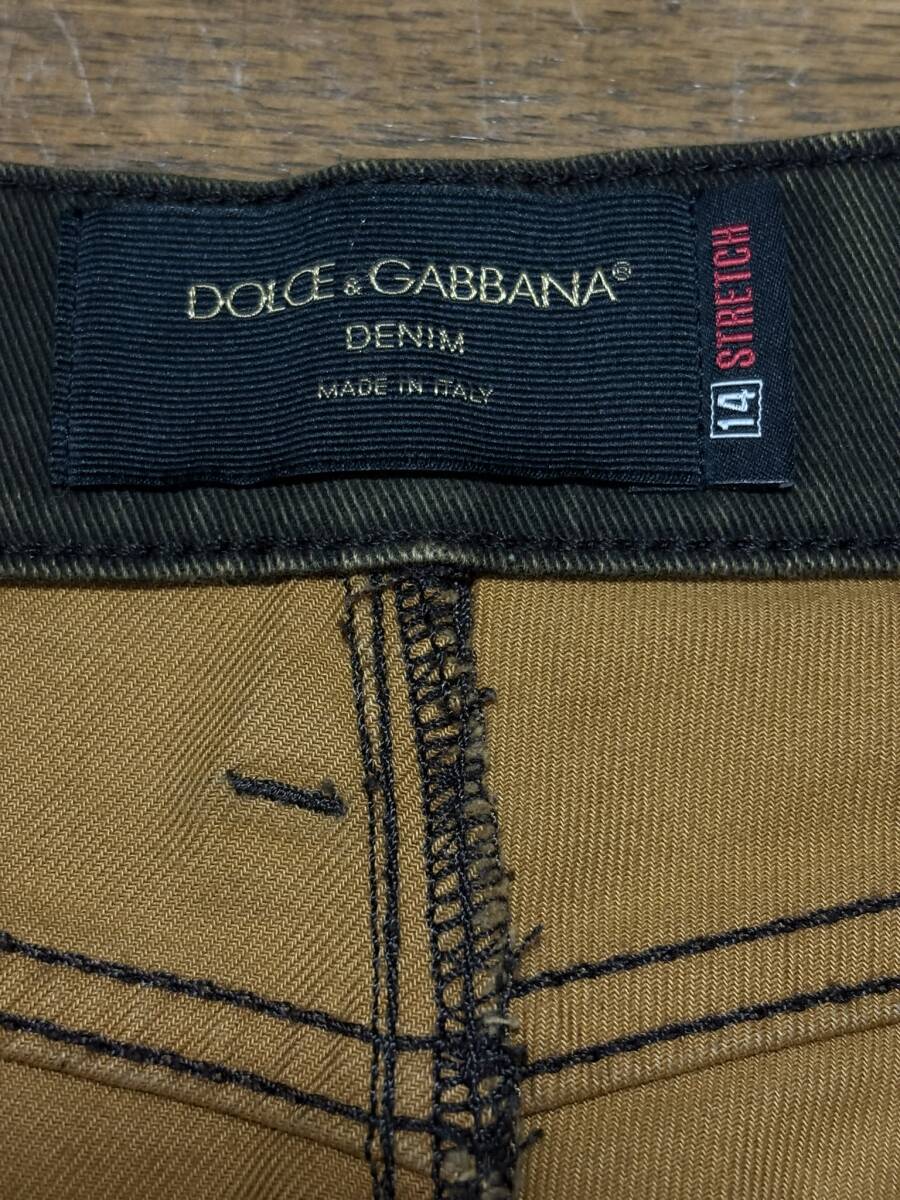 DOLCE & GABBANA®
DENIM
MADE IN ITALY
14 STRETCH